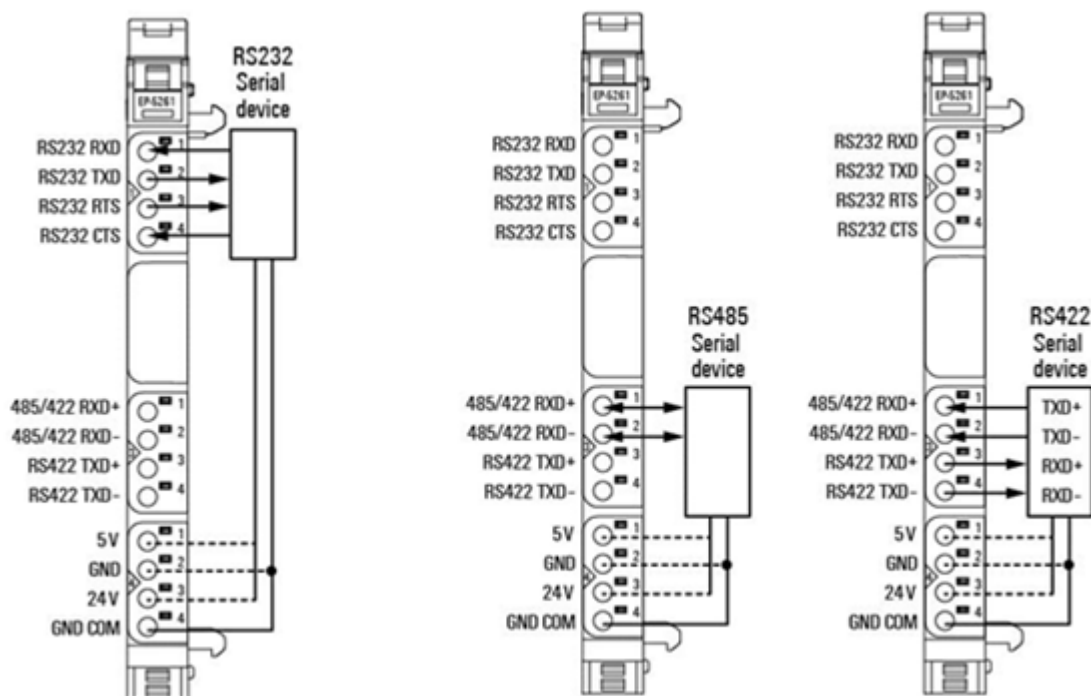 RS232
Serial
device
EP-5261
RS232 RXD 1
RS232 TXD 2
RS232 RTS 3
RS232 CTS 4
485/422 RXD+ 1
485/422 RXD- 2
RS422 TXD+ 3
RS422 TXD- 4
5V 1
GND 2
24V 3
GND COM 4
EP-5261
RS232 RXD 1
RS232 TXD 2
RS232 RTS 3
RS232 CTS 4
RS485
Serial
device
485/422 RXD+ 1
485/422 RXD- 2
RS422 TXD+ 3
RS422 TXD- 4
5V 1
GND 2
24V 3
GND COM 4
EP-5261
RS232 RXD 1
RS232 TXD 2
RS232 RTS 3
RS232 CTS 4
RS422
Serial
device
485/422 RXD+ 1 TXD+
485/422 RXD- 2 TXD-
RS422 TXD+ 3 RXD+
RS422 TXD- 4 RXD-
5V 1
GND 2
24V 3
GND COM 4